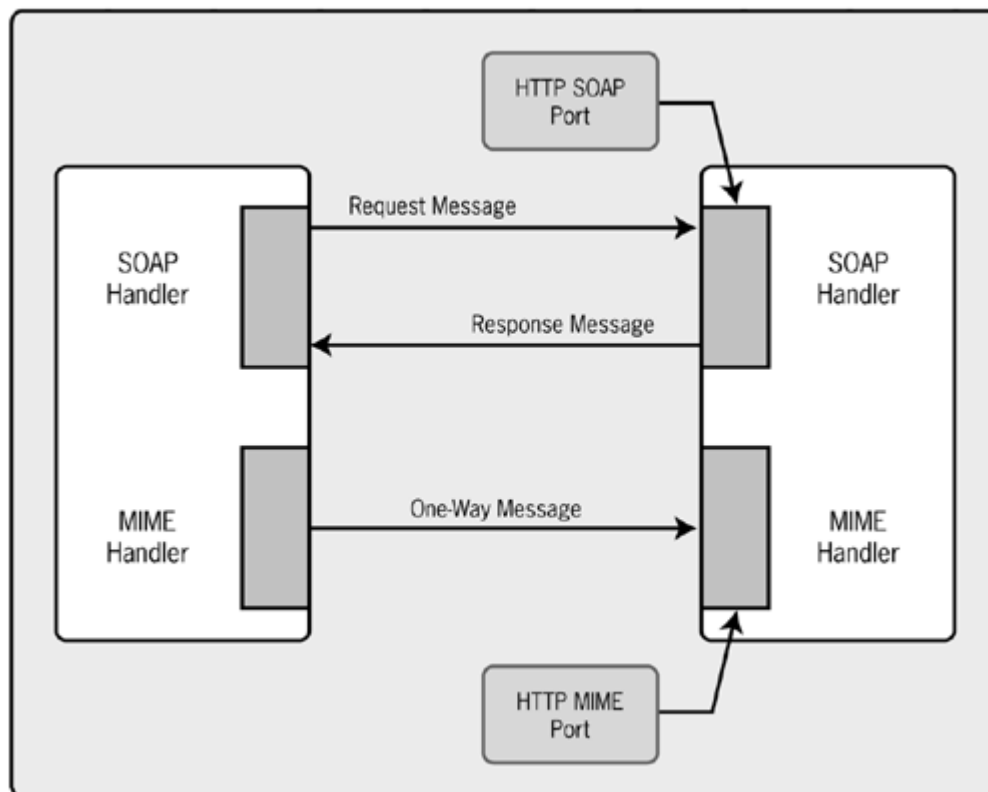 HTTP SOAP
Port
Request Message
SOAP
Handler
SOAP
Handler
Response Message
One-Way Message
MIME
Handler
MIME
Handler
HTTP MIME
Port